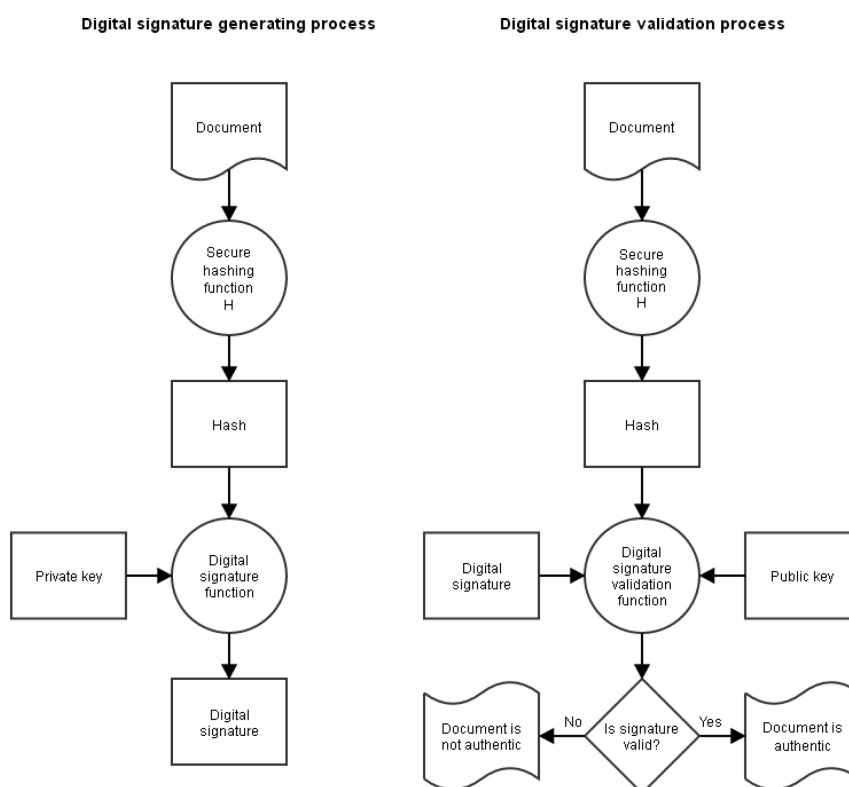 Digital signature generating process
Digital signature validation process
Document
Document
Secure
hashing
function
H
Secure
hashing
function
H
Hash
Hash
Private key
Digital
signature
function
Digital
signature
Digital
signature
validation
function
Public key
Digital
signature
Document is
not authentic
No
Is signature
valid?
Yes
Document is
authentic